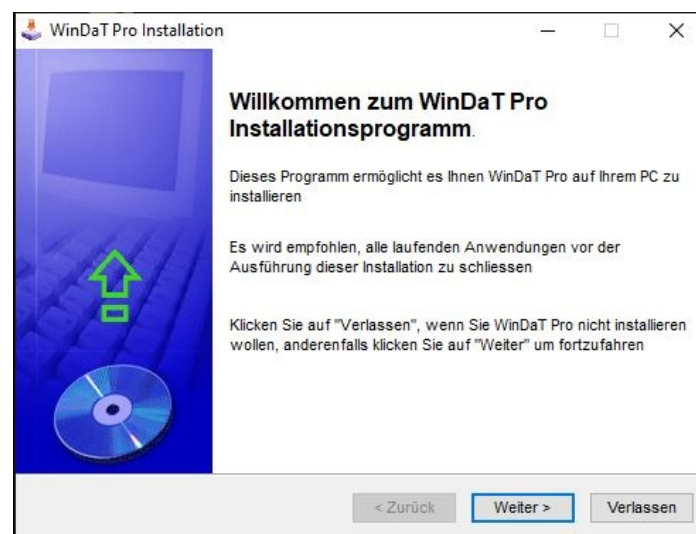 WinDaT Pro Installation
Willkommen zum WinDaT Pro
Installationsprogramm.
Dieses Programm ermöglicht es Ihnen WinDaT Pro auf Ihrem PC zu
installieren
Es wird empfohlen, alle laufenden Anwendungen vor der
Ausführung dieser Installation zu schliessen
Klicken Sie auf "Verlassen", wenn Sie WinDaT Pro nicht installieren
wollen, anderenfalls klicken Sie auf "Weiter" um fortzufahren
< Zurück
Weiter >
Verlassen